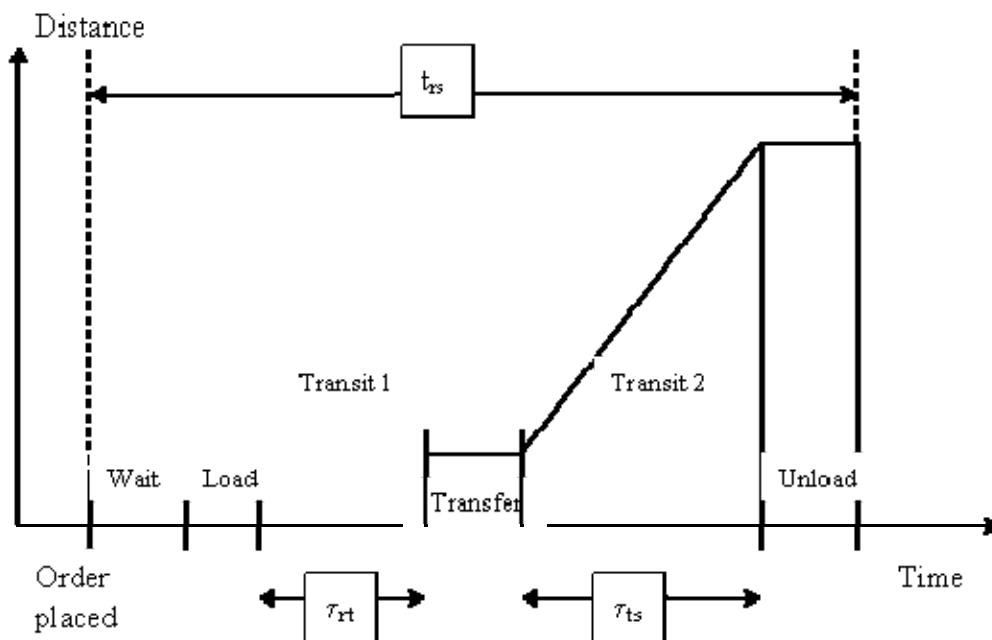 Distance
t_rs
Transit 1
Transit 2
Wait
Load
Transfer
Unload
Order
placed
Time
τ_rt
τ_ts